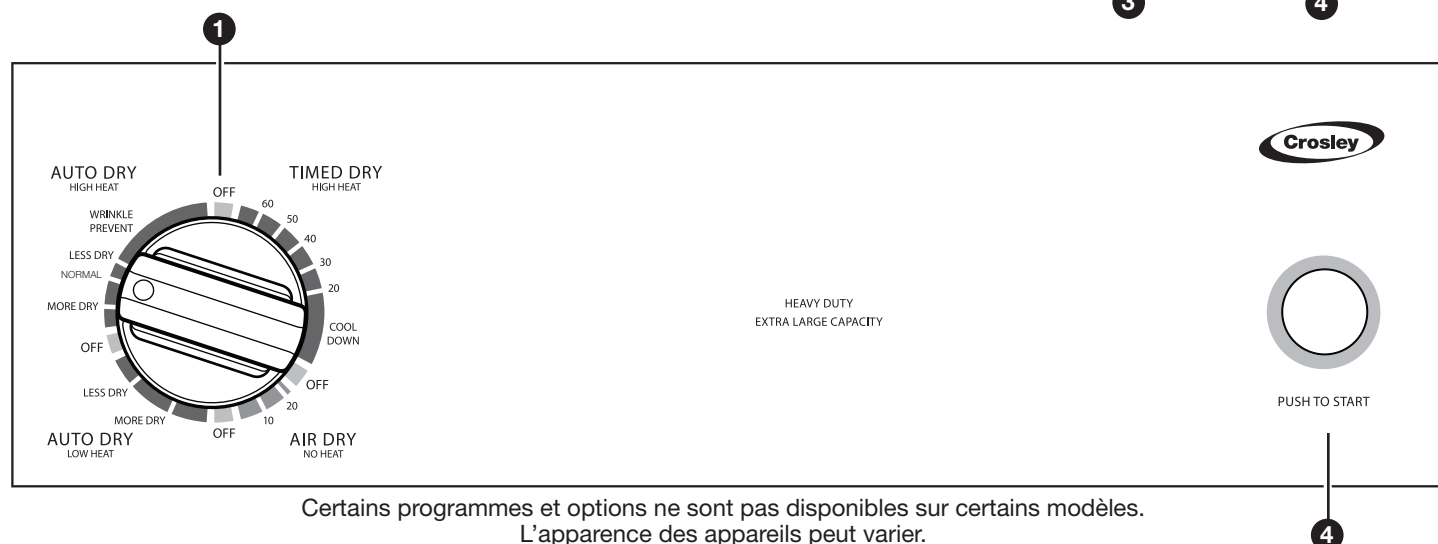 3 4
1
Crosley
AUTO DRY
HIGH HEAT
TIMED DRY
HIGH HEAT
OFF
60
50
40
30
20
COOL
DOWN
OFF
20
10
AIR DRY
NO HEAT
OFF
MORE DRY
LESS DRY
AUTO DRY
LOW HEAT
OFF
MORE DRY
NORMAL
LESS DRY
WRINKLE
PREVENT
HEAVY DUTY
EXTRA LARGE CAPACITY
PUSH TO START
Certains programmes et options ne sont pas disponibles sur certains modèles.
L’apparence des appareils peut varier.
4